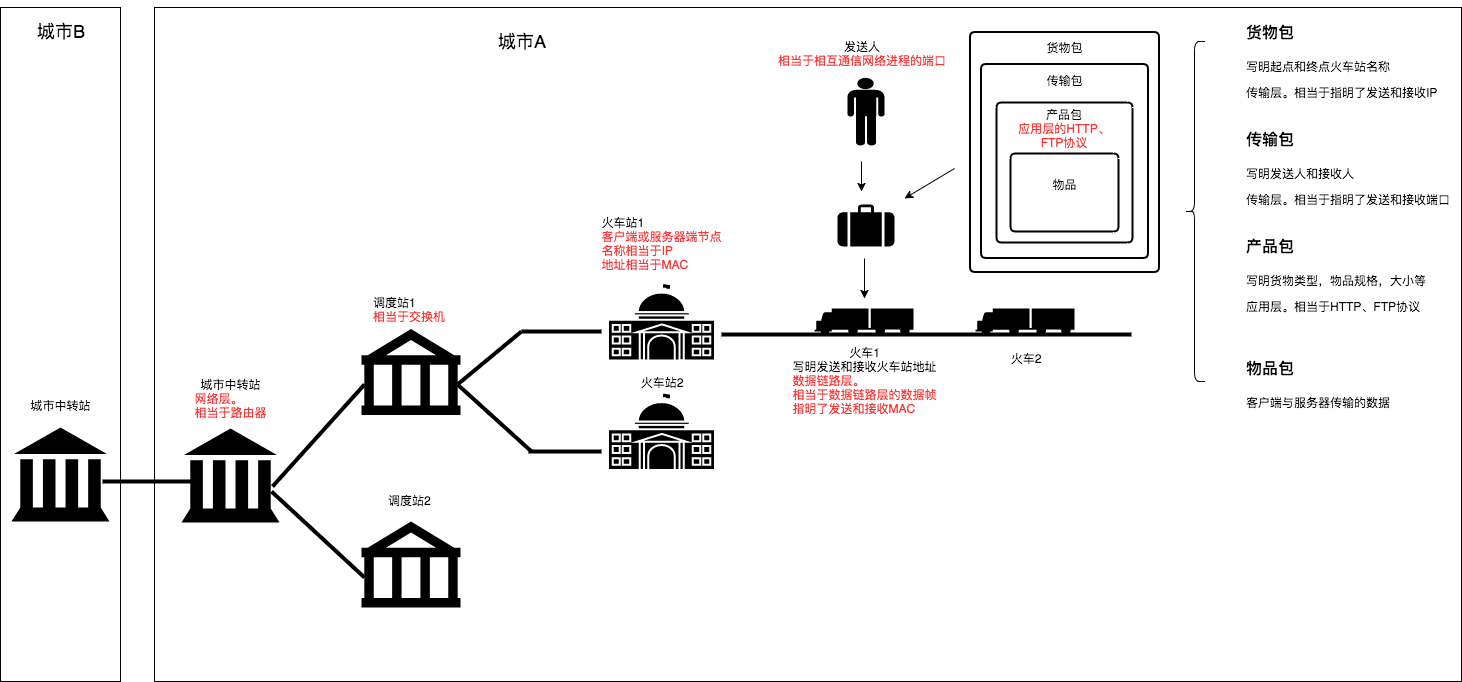 城市B
城市A
发送人
相当于相互通信网络进程的端口
货物包
传输包
产品包
应用层的HTTP、
FTP协议
物品
货物包
写明起点和终点火车站名称
传输层。相当于指明了发送和接收IP
传输包
写明发送人和接收人
传输层。相当于指明了发送和接收端口
产品包
写明货物类型，物品规格，大小等
应用层。相当于HTTP、FTP协议
物品包
客户端与服务器传输的数据
火车站1
客户端或服务器端节点
名称相当于IP
地址相当于MAC
调度站1
相当于交换机
火车1
写明发送和接收火车站地址
数据链路层。
相当于数据链路层的数据帧
指明了发送和接收MAC
火车2
火车站2
城市中转站
网络层。
相当于路由器
城市中转站
调度站2